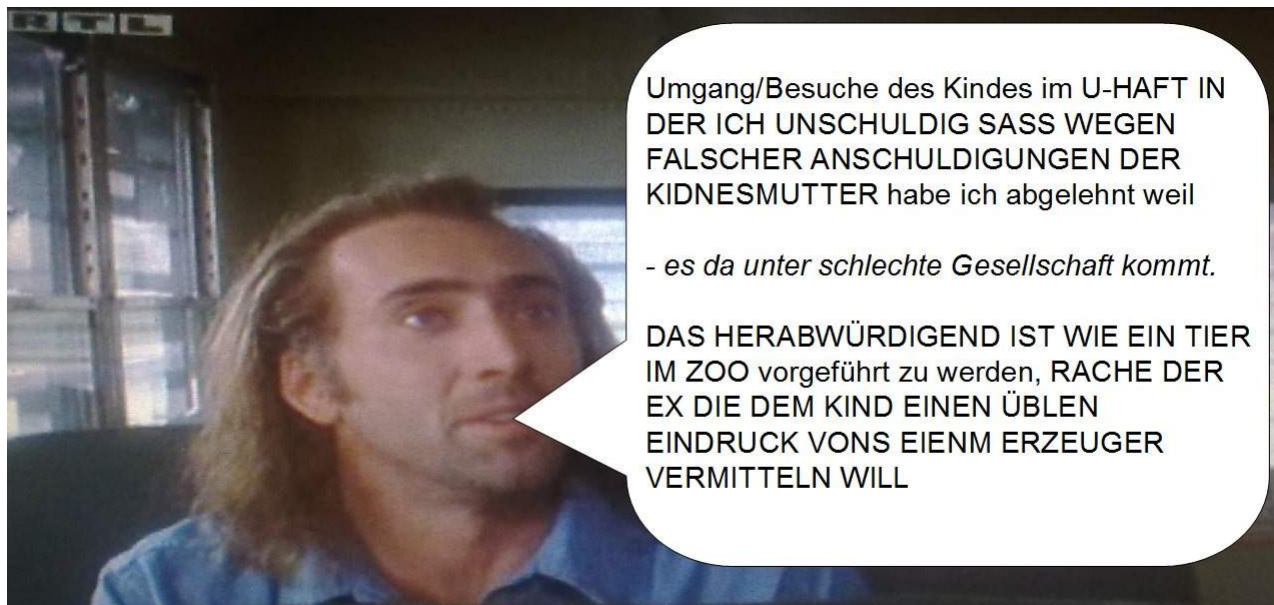 RTL
Umgang/Besuche des Kindes im U-HAFT IN
DER ICH UNSCHULDIG SASS WEGEN
FALSCHER ANSCHULDIGUNGEN DER
KIDNESMUTTER habe ich abgelehnt weil
- es da unter schlechte Gesellschaft kommt.
DAS HERABWÜRDIGEND IST WIE EIN TIER
IM ZOO vorgeführt zu werden, RACHE DER
EX DIE DEM KIND EINEN ÜBLEN
EINDRUCK VONS EIENM ERZEUGER
VERMITTELN WILL